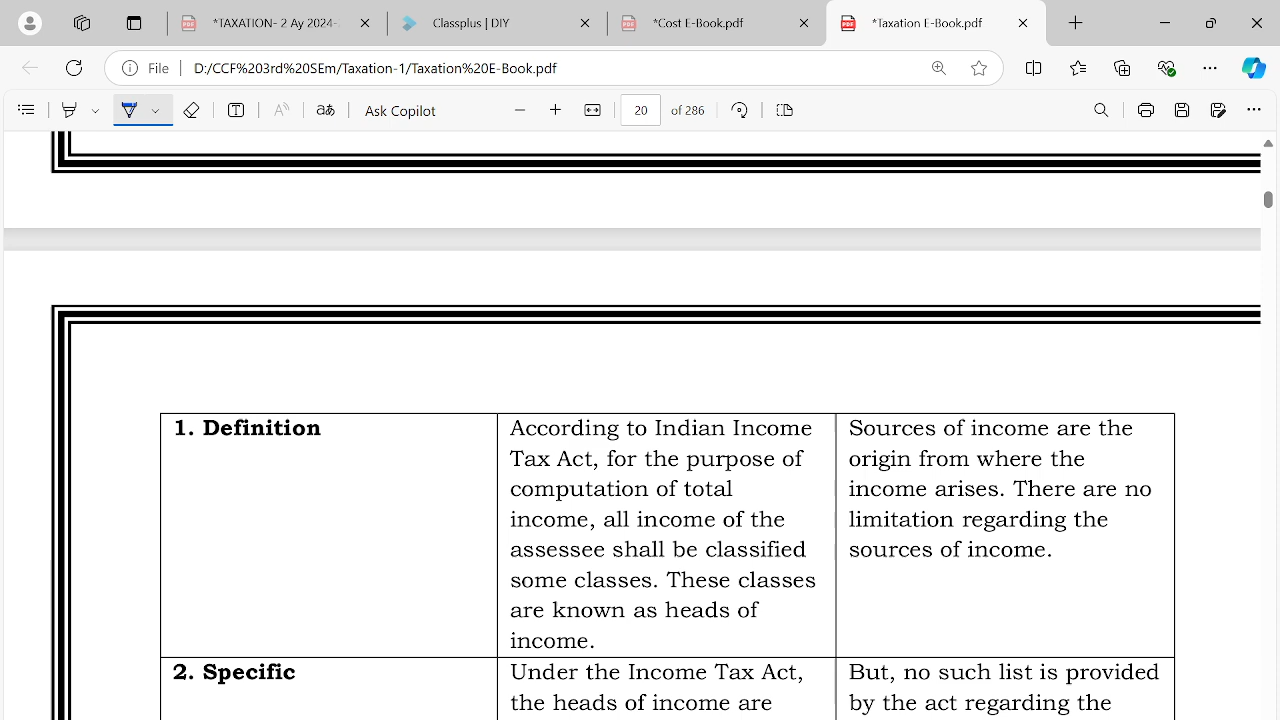 *TAXATION- 2 Ay 2024-
Classplus | DIY
*Cost E-Book.pdf
*Taxation E-Book.pdf
File
D:/CCF%203rd%20SEm/Taxation-1/Taxation%20E-Book.pdf
Ask Copilot
20 of 286
1. Definition
According to Indian Income
Tax Act, for the purpose of
computation of total
income, all income of the
assessee shall be classified
some classes. These classes
are known as heads of
income.
Sources of income are the
origin from where the
income arises. There are no
limitation regarding the
sources of income.
2. Specific
Under the Income Tax Act,
the heads of income are
But, no such list is provided
by the act regarding the